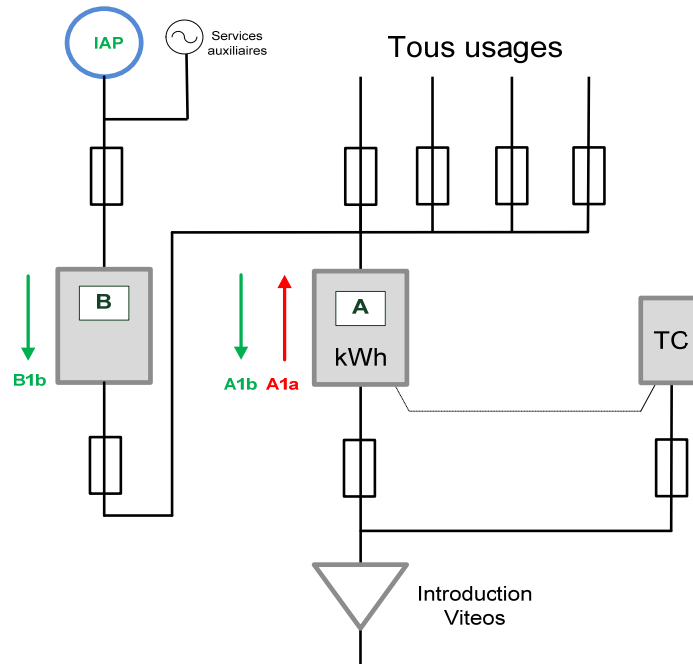 IAP
Services
auxiliaires
Tous usages
B
A
kWh
TC
B1b
A1b
A1a
Introduction
Viteos